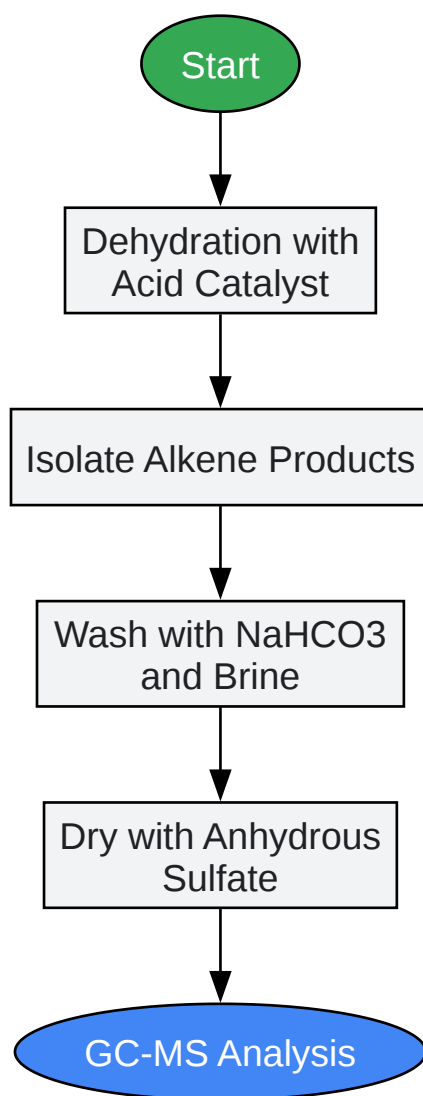 Start
Dehydration with
Acid Catalyst
Isolate Alkene Products
Wash with NaHCO3
and Brine
Dry with Anhydrous
Sulfate
GC-MS Analysis